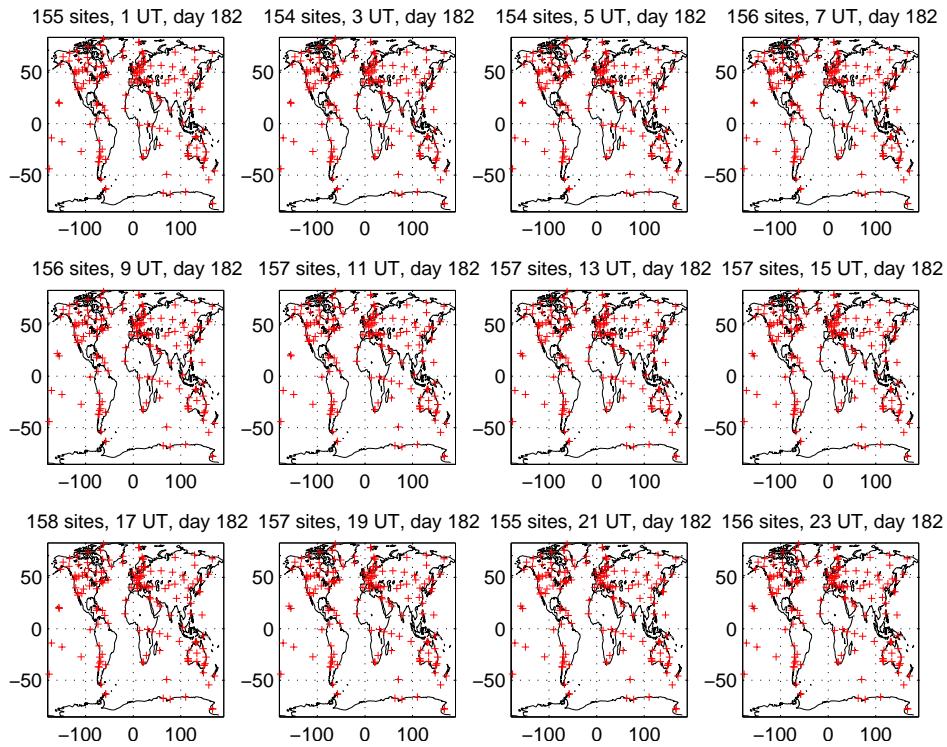 155 sites, 1 UT, day 182
154 sites, 3 UT, day 182
154 sites, 5 UT, day 182
156 sites, 7 UT, day 182
50
0
−50
−100 0 100
−100 0 100
−100 0 100
−100 0 100
156 sites, 9 UT, day 182
157 sites, 11 UT, day 182
157 sites, 13 UT, day 182
157 sites, 15 UT, day 182
50
0
−50
−100 0 100
−100 0 100
−100 0 100
−100 0 100
158 sites, 17 UT, day 182
157 sites, 19 UT, day 182
155 sites, 21 UT, day 182
156 sites, 23 UT, day 182
50
0
−50
−100 0 100
−100 0 100
−100 0 100
−100 0 100